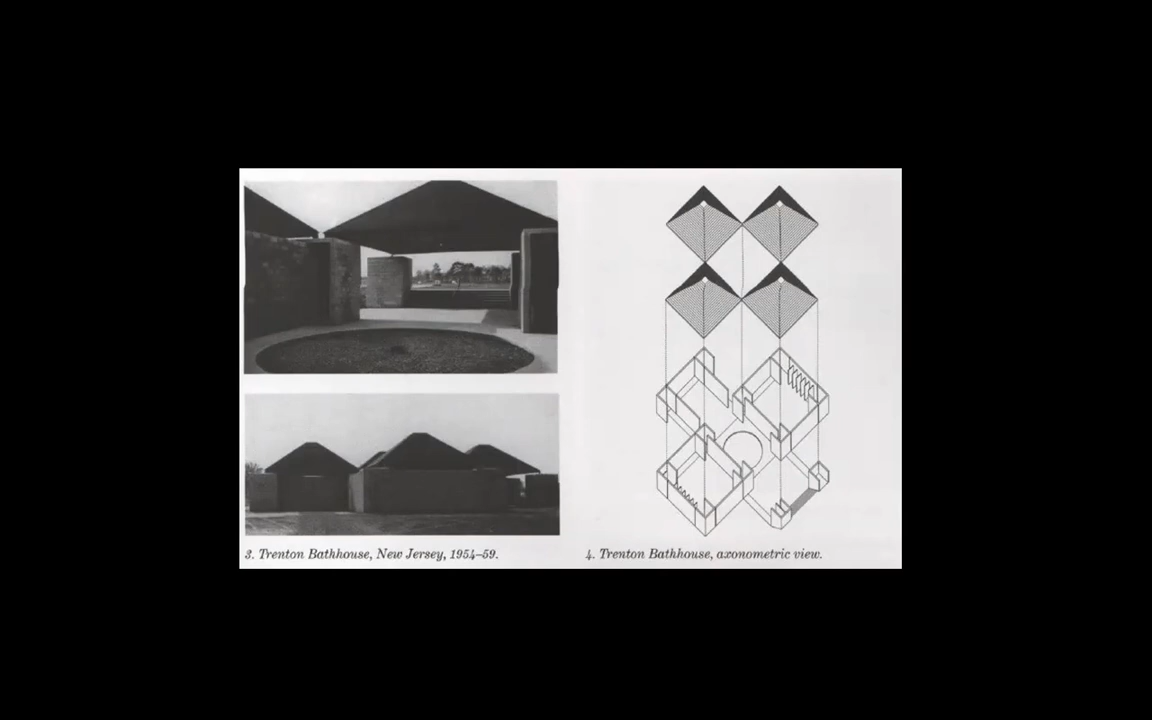 3. Trenton Bathhouse, New Jersey, 1954–59.
4. Trenton Bathhouse, axonometric view.